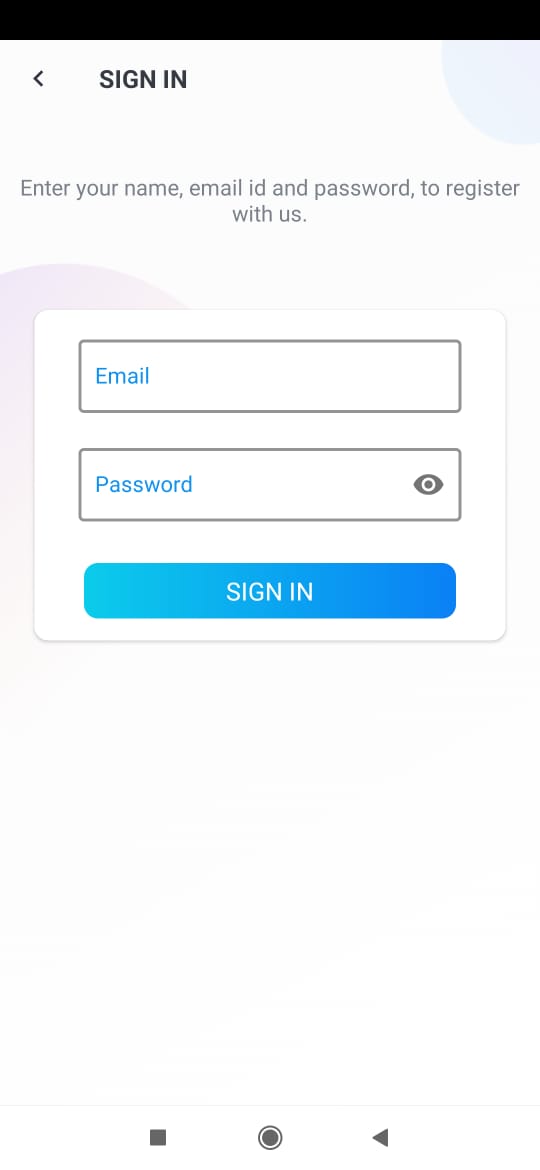 SIGN IN
Enter your name, email id and password, to register
with us.
Email
Password
SIGN IN